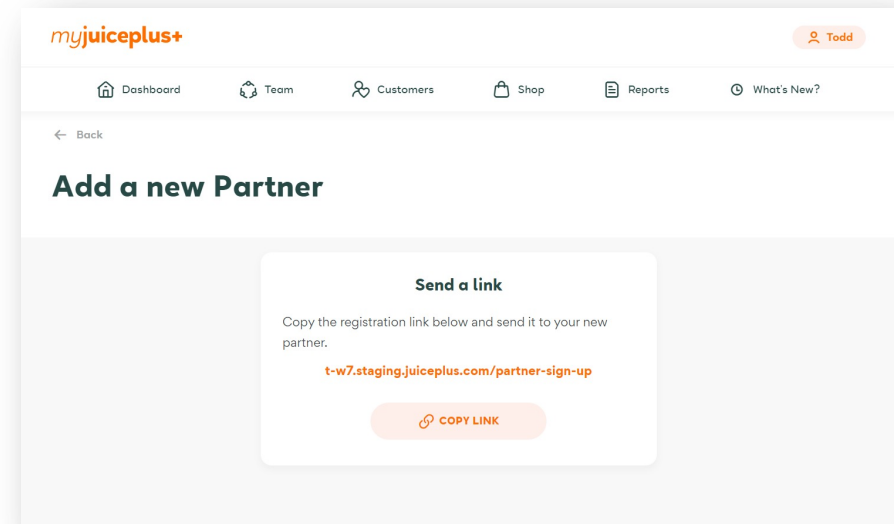 myjuiceplus+
Todd
Dashboard
Team
Customers
Shop
Reports
What's New?
Back
Add a new Partner
Send a link
Copy the registration link below and send it to your new
partner.
t-w7.staging.juiceplus.com/partner-sign-up
COPY LINK